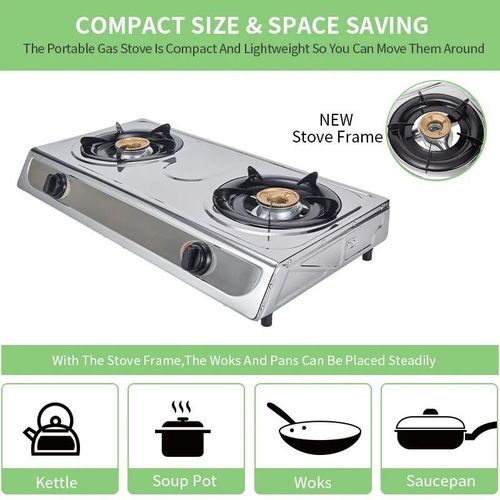 COMPACT SIZE & SPACE SAVING
The Portable Gas Stove Is Compact And Lightweight So You Can Move Them Around
NEW
Stove Frame
With The Stove Frame,The Woks And Pans Can Be Placed Steadily
Kettle
Soup Pot
Woks
Saucepan